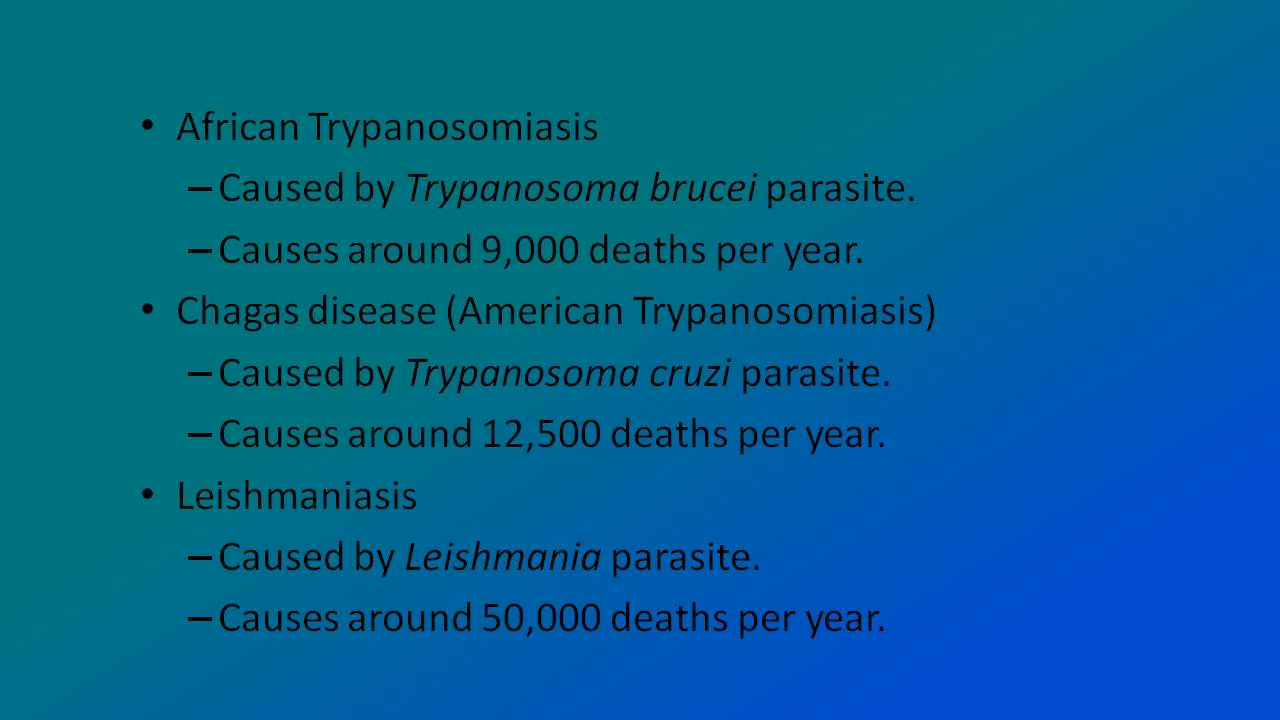 • African Trypanosomiasis
– Caused by Trypanosoma brucei parasite.
– Causes around 9,000 deaths per year.
• Chagas disease (American Trypanosomiasis)
– Caused by Trypanosoma cruzi parasite.
– Causes around 12,500 deaths per year.
• Leishmaniasis
– Caused by Leishmania parasite.
– Causes around 50,000 deaths per year.